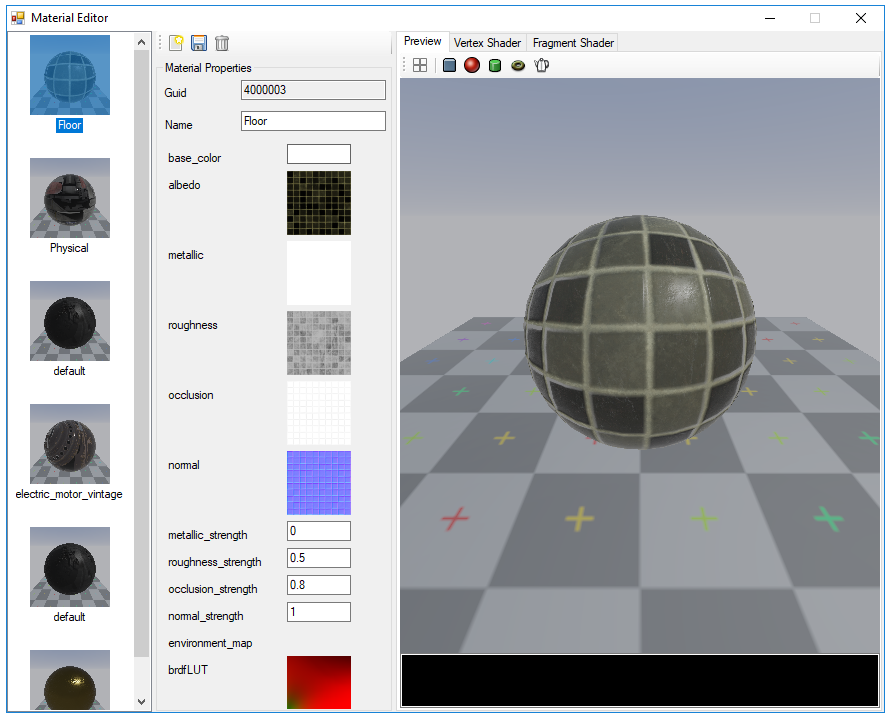 Material Editor
Floor
Physical
default
electric_motor_vintage
default
Material Properties
Guid 4000003
Name Floor
base_color
albedo
metallic
roughness
occlusion
normal
metallic_strength 0
roughness_strength 0.5
occlusion_strength 0.8
normal_strength 1
environment_map
brdfLUT
Preview Vertex Shader Fragment Shader